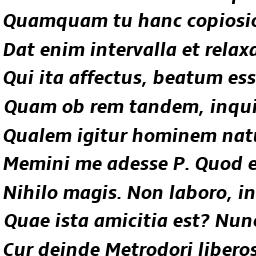 Quamquam tu hanc copiosio
Dat enim intervalla et relaxa
Qui ita affectus, beatum ess
Quam ob rem tandem, inqui
Qualem igitur hominem natu
Memini me adesse P. Quod e
Nihilo magis. Non laboro, in
Quae ista amicitia est? Nunc
Cur deinde Metrodori liberos